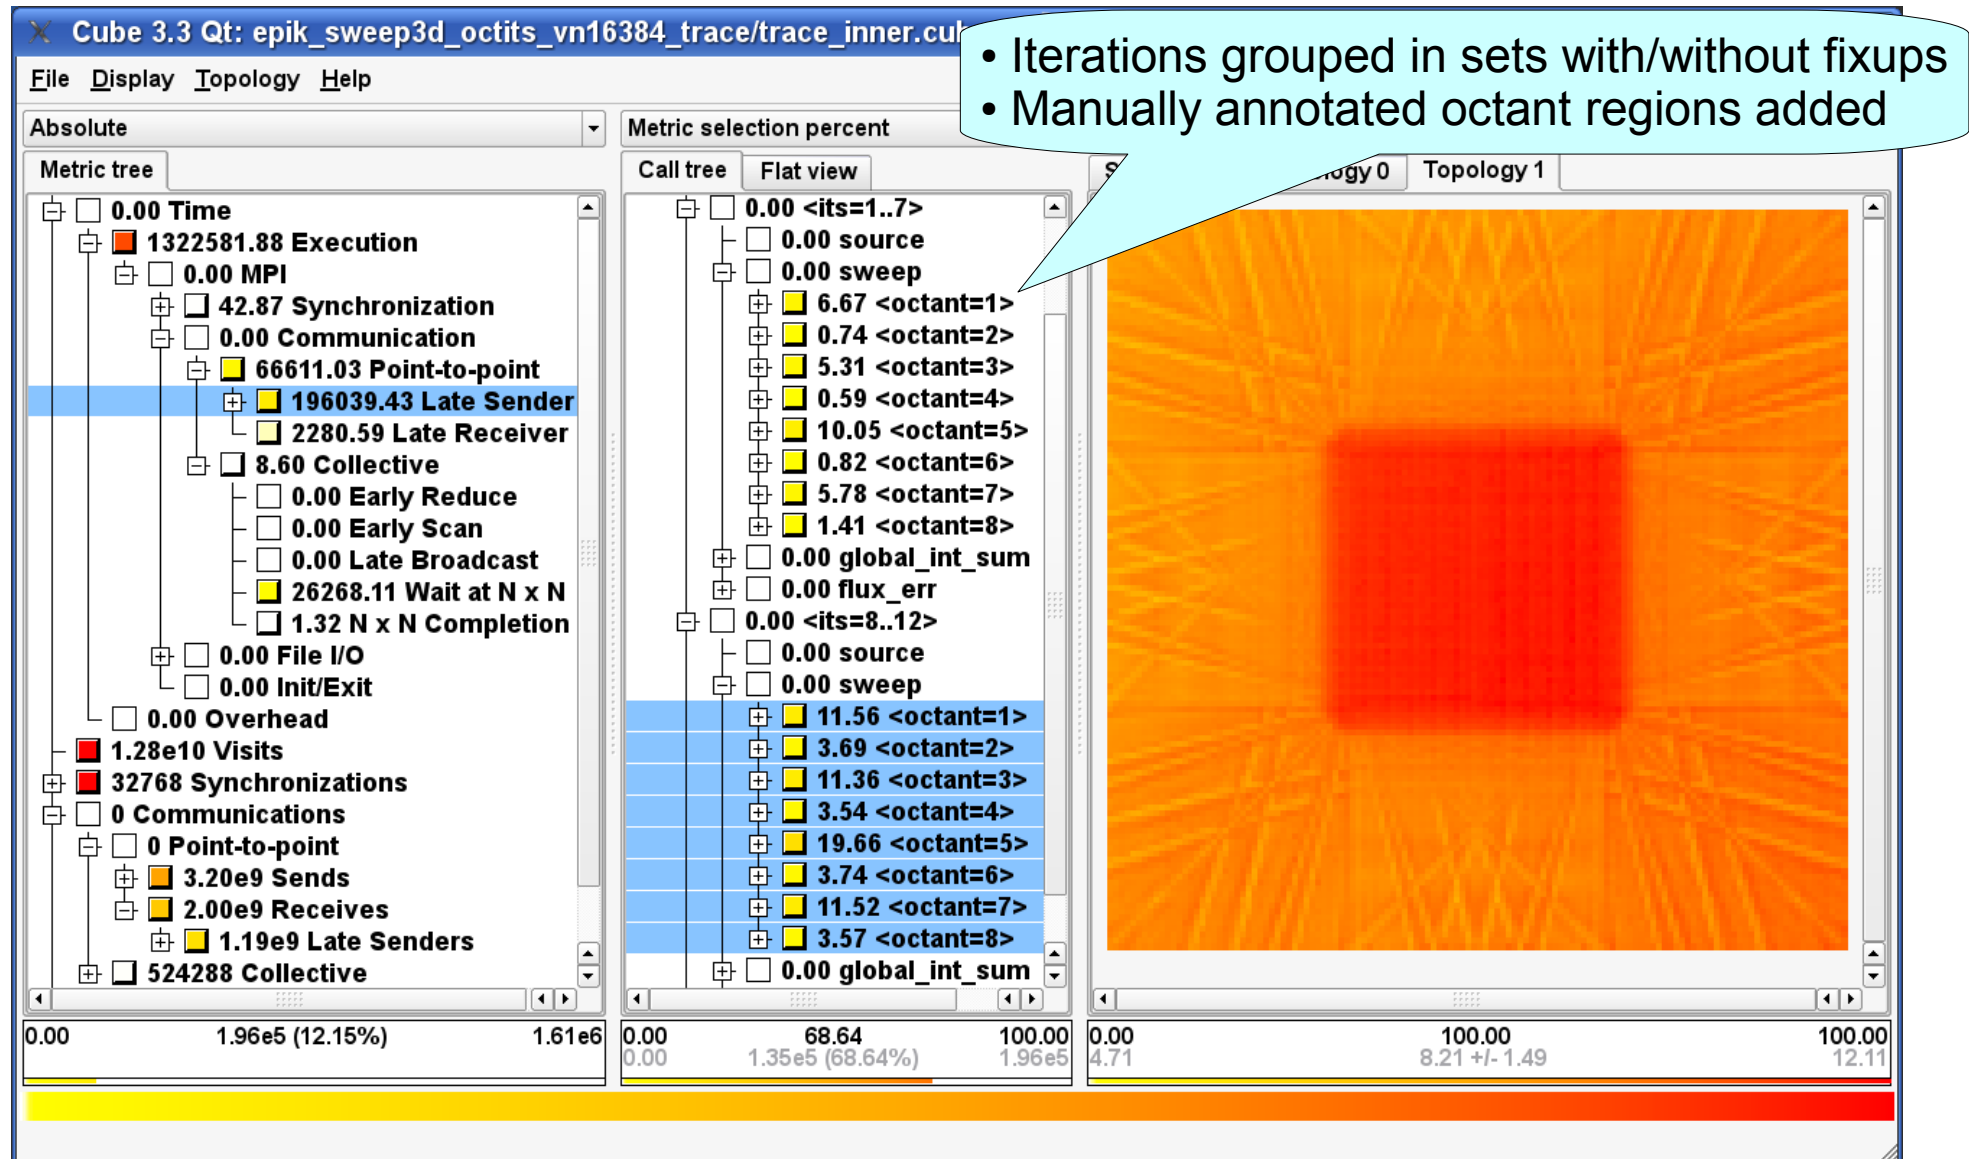 Cube 3.3 Qt: epik_sweep3d_octits_vn16384_trace/trace_inner.cu
• Iterations grouped in sets with/without fixups
• Manually annotated octant regions added
File Display Topology Help
Absolute
Metric tree
0.00 Time
1322581.88 Execution
0.00 MPI
42.87 Synchronization
0.00 Communication
66611.03 Point-to-point
196039.43 Late Sender
2280.59 Late Receiver
8.60 Collective
0.00 Early Reduce
0.00 Early Scan
0.00 Late Broadcast
26268.11 Wait at N x N
1.32 N x N Completion
0.00 File I/O
0.00 Init/Exit
0.00 Overhead
1.28e10 Visits
32768 Synchronizations
0 Communications
0 Point-to-point
3.20e9 Sends
2.00e9 Receives
1.19e9 Late Senders
524288 Collective
0.00 1.96e5 (12.15%) 1.61e6
Metric selection percent
Call tree Flat view
0.00 <its=1..7>
0.00 source
0.00 sweep
6.67 <octant=1>
0.74 <octant=2>
5.31 <octant=3>
0.59 <octant=4>
10.05 <octant=5>
0.82 <octant=6>
5.78 <octant=7>
1.41 <octant=8>
0.00 global_int_sum
0.00 flux_err
0.00 <its=8..12>
0.00 source
0.00 sweep
11.56 <octant=1>
3.69 <octant=2>
11.36 <octant=3>
3.54 <octant=4>
19.66 <octant=5>
3.74 <octant=6>
11.52 <octant=7>
3.57 <octant=8>
0.00 global_int_sum
0.00 68.64 100.00
0.00 1.35e5 (68.64%) 1.96e5
ogy 0 Topology 1
0.00 100.00 100.00
4.71 8.21 +/- 1.49 12.11